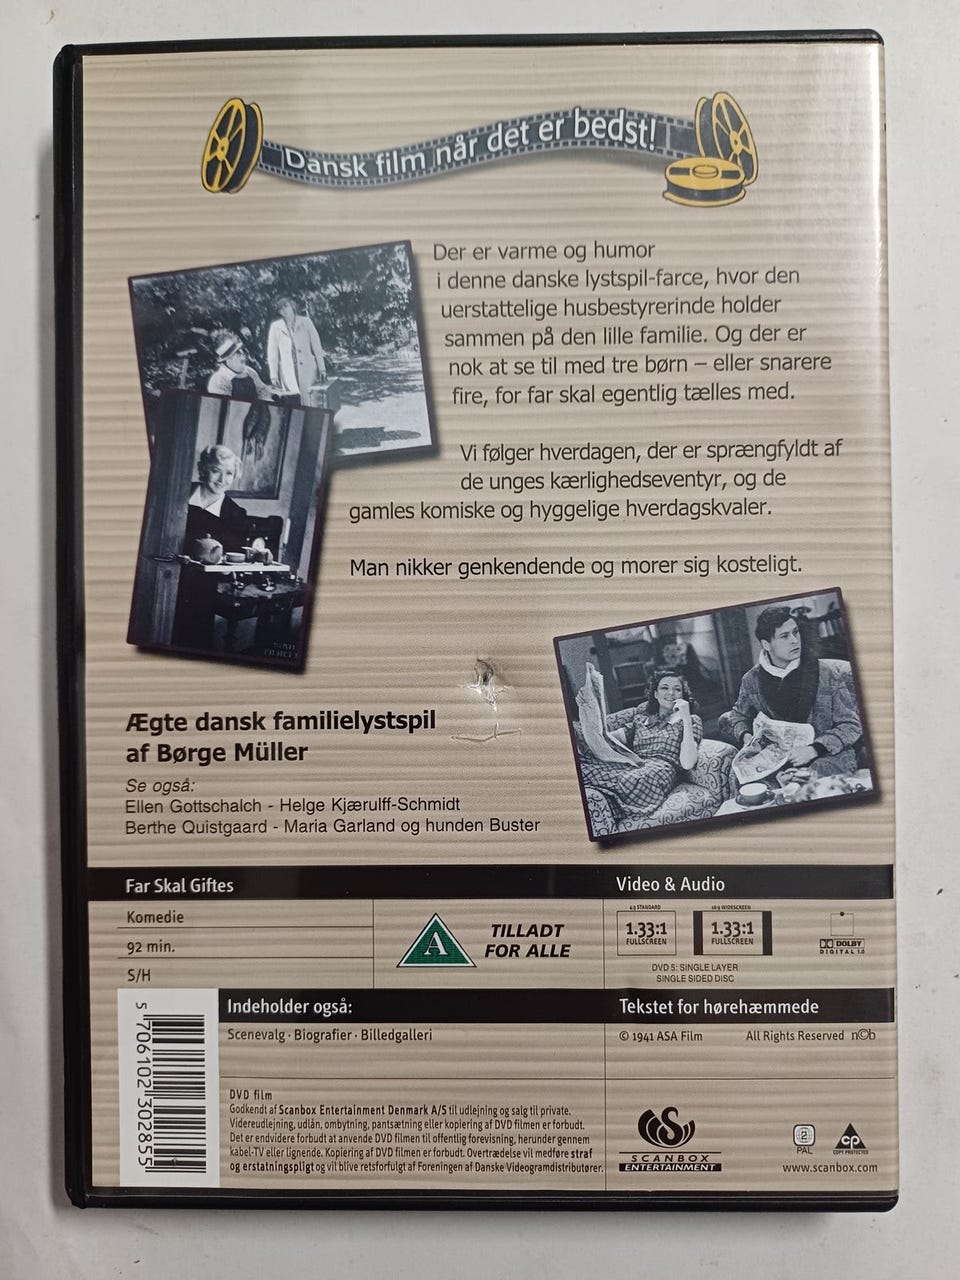 Dansk film når det er bedst!
Der er varme og humor
i denne danske lystspil-farce, hvor den
uerstattelige husbestyrerinde holder
sammen på den lille familie. Og der er
nok at se til med tre børn – eller snarere
fire, for far skal egentlig tælles med.
Vi følger hverdagen, der er sprængfyldt af
de unges kærlighedseventyr, og de
gamles komiske og hyggelige hverdagskvaler.
Man nikker genkendende og morer sig kosteligt.
Ægte dansk familielystspil
af Børge Müller
Se også:
Ellen Gottschalch - Helge Kjærulff-Schmidt
Berthe Quistgaard - Maria Garland og hunden Buster
Far Skal Giftes
Komedie
92 min.
S/H
A
TILLADT
FOR ALLE
Video & Audio
4:3 STANDARD
1.33:1
FULLSCREEN
16:9 WIDESCREEN
1.33:1
FULLSCREEN
DVD 5: SINGLE LAYER
SINGLE SIDED DISC
DOLBY
DIGITAL 1.0
Indeholder også:
Scenevalg · Biografier · Billedgalleri
Tekstet for hørehæmmede
© 1941 ASA Film
All Rights Reserved n©b
5 706102 302855
DVD film
Godkendt af Scanbox Entertainment Denmark A/S til udlejning og salg til private.
Videreudlejning, udlån, ombytning, pantsætning eller kopiering af DVD filmen er forbudt.
Det er endvidere forbudt at anvende DVD filmen til offentlig forevisning, herunder gennem
kabel-TV eller lignende. Kopiering af DVD filmen er forbudt. Overtrædelse vil medføre straf
og erstatningspligt og vil blive retsforfulgt af Foreningen af Danske Videogramdistributører.
SCANBOX
ENTERTAINMENT
2
PAL
CP
COPY PROTECTED
www.scanbox.com